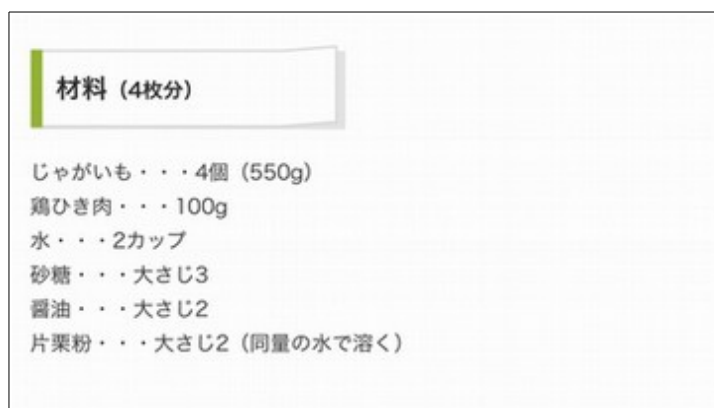 材料（4枚分）
じゃがいも・・・4個（550g）
鶏ひき肉・・・100g
水・・・2カップ
砂糖・・・大さじ3
醤油・・・大さじ2
片栗粉・・・大さじ2（同量の水で溶く）